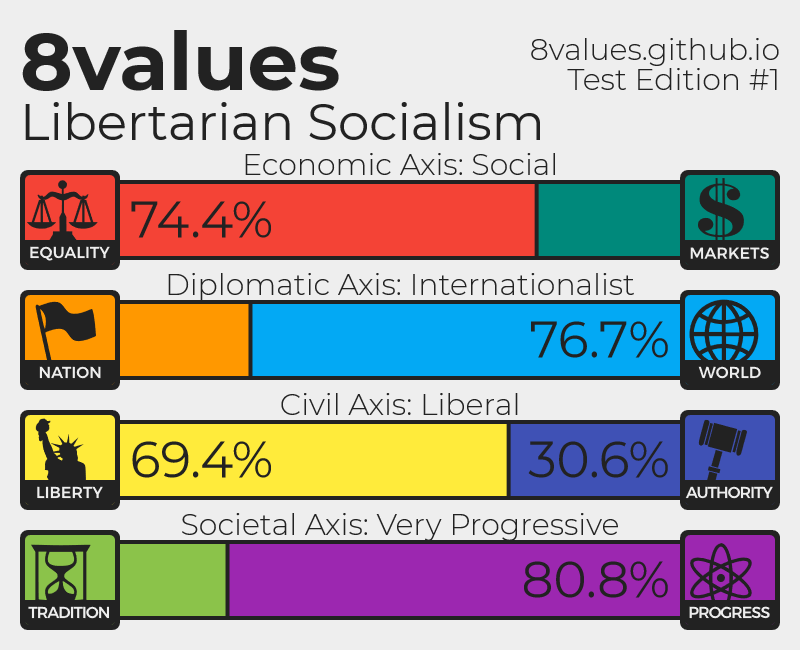 8values
8values.github.io
Test Edition #1
Libertarian Socialism
Economic Axis: Social
74.4%
EQUALITY
MARKETS
Diplomatic Axis: Internationalist
76.7%
NATION
WORLD
Civil Axis: Liberal
69.4%
30.6%
LIBERTY
AUTHORITY
Societal Axis: Very Progressive
80.8%
TRADITION
PROGRESS